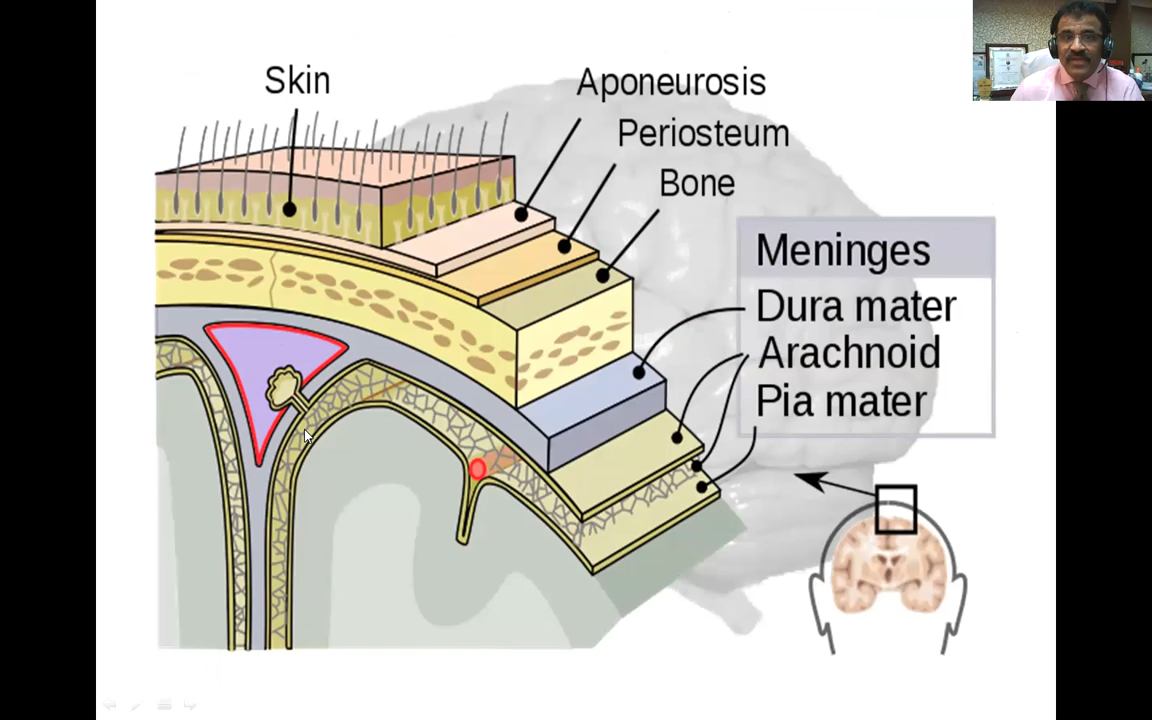 Skin
Aponeurosis
Periosteum
Bone
Meninges
Dura mater
Arachnoid
Pia mater